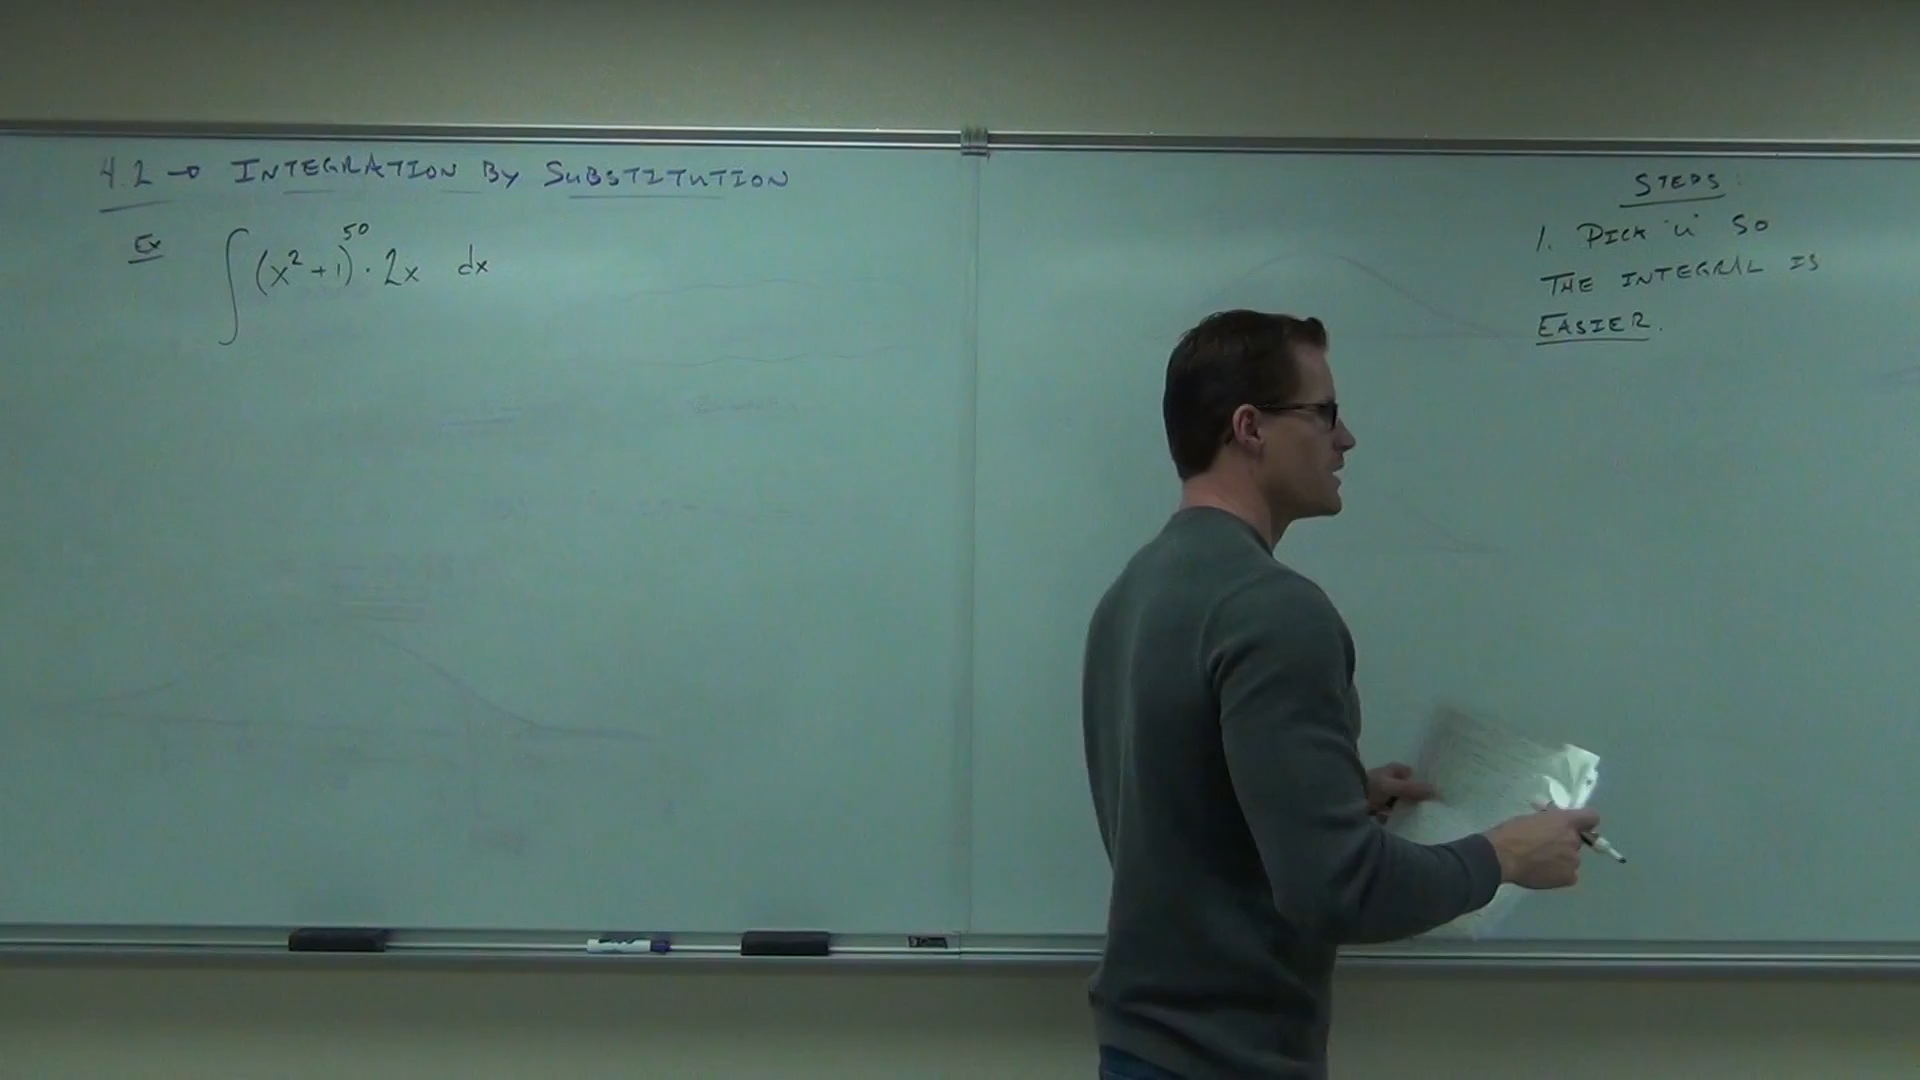 4.2 → INTEGRATION BY SUBSTITUTION
Ex ∫(x²+1)⁵⁰ · 2x dx
STEPS:
1. PICK "u" SO
THE INTEGRAL IS
EASIER.